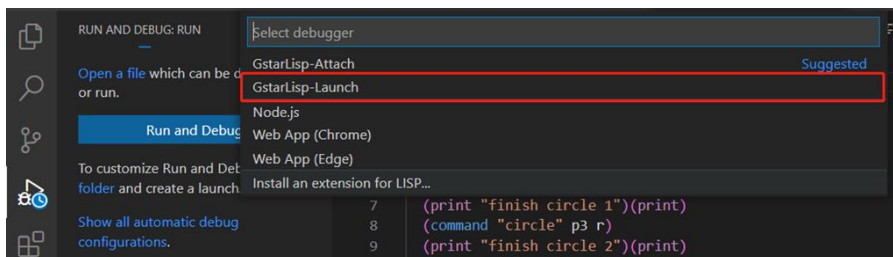 RUN AND DEBUG: RUN
Open a file which can be d
or run.
Run and Debug
To customize Run and Deb
folder and create a launch
Show all automatic debug
configurations.
Select debugger
GstarLisp-Attach Suggested
GstarLisp-Launch
Node.js
Web App (Chrome)
Web App (Edge)
Install an extension for LISP...
7 (print "finish circle 1")(print)
8 (command "circle" p3 r)
9 (print "finish circle 2")(print)